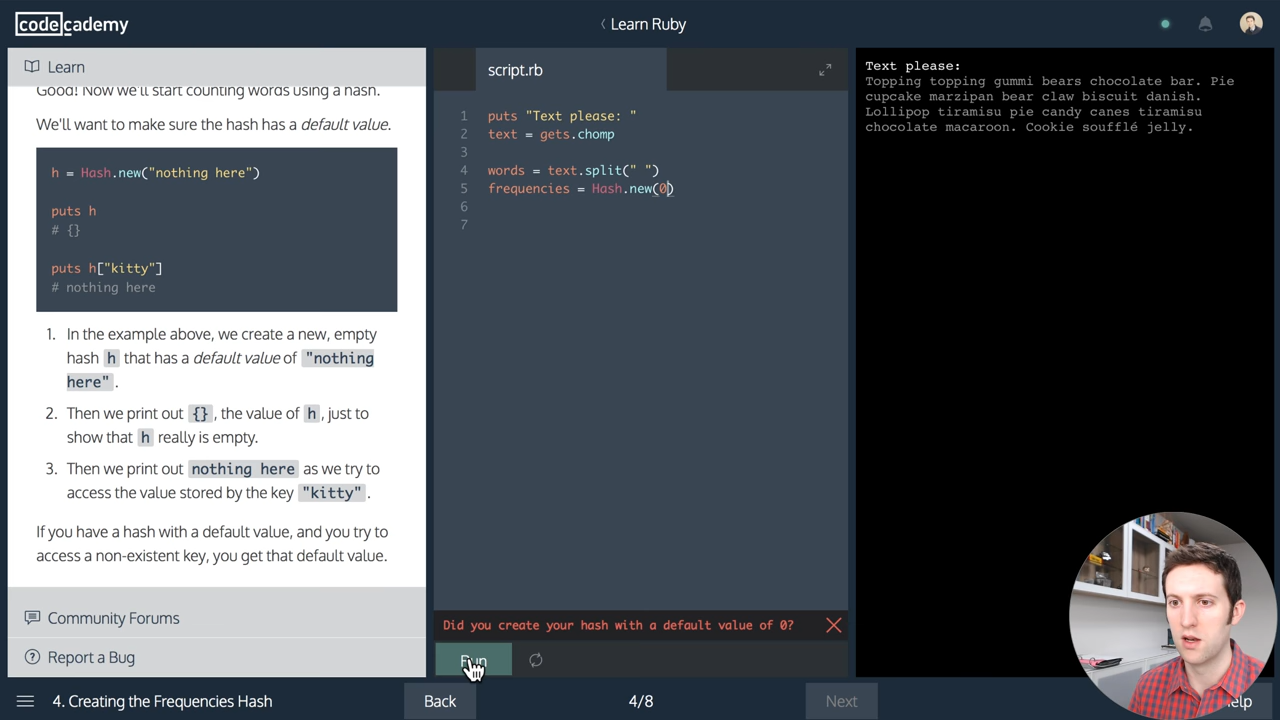 codecademy
Learn Ruby
Learn
Good! Now we'll start counting words using a hash.
We'll want to make sure the hash has a default value.
h = Hash.new("nothing here")
puts h
# {}
puts h["kitty"]
# nothing here
1. In the example above, we create a new, empty
hash h that has a default value of "nothing
here".
2. Then we print out {}, the value of h, just to
show that h really is empty.
3. Then we print out nothing here as we try to
access the value stored by the key "kitty".
If you have a hash with a default value, and you try to
access a non-existent key, you get that default value.
Community Forums
Report a Bug
4. Creating the Frequencies Hash
script.rb
1 puts "Text please: "
2 text = gets.chomp
3
4 words = text.split(" ")
5 frequencies = Hash.new(0)
6
7
Did you create your hash with a default value of 0?
Run
Back
4/8
Next
Text please:
Topping topping gummi bears chocolate bar. Pie
cupcake marzipan bear claw biscuit danish.
Lollipop tiramisu pie candy canes tiramisu
chocolate macaroon. Cookie soufflé jelly.
elp